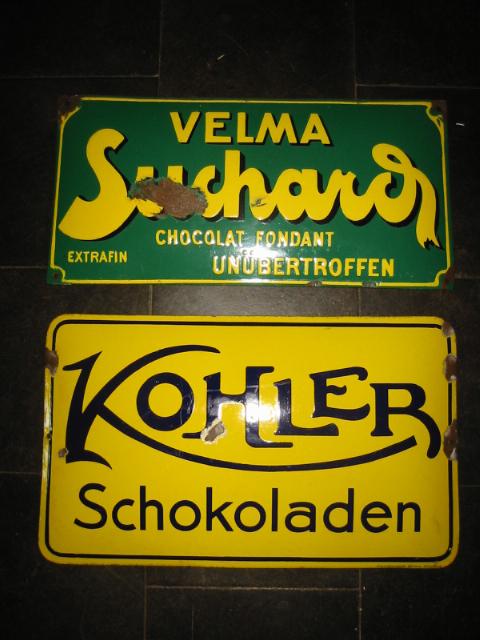 VELMA
Suchard
CHOCOLAT FONDANT
EXTRAFIN
UNÜBERTROFFEN
KOHLER
Schokoladen